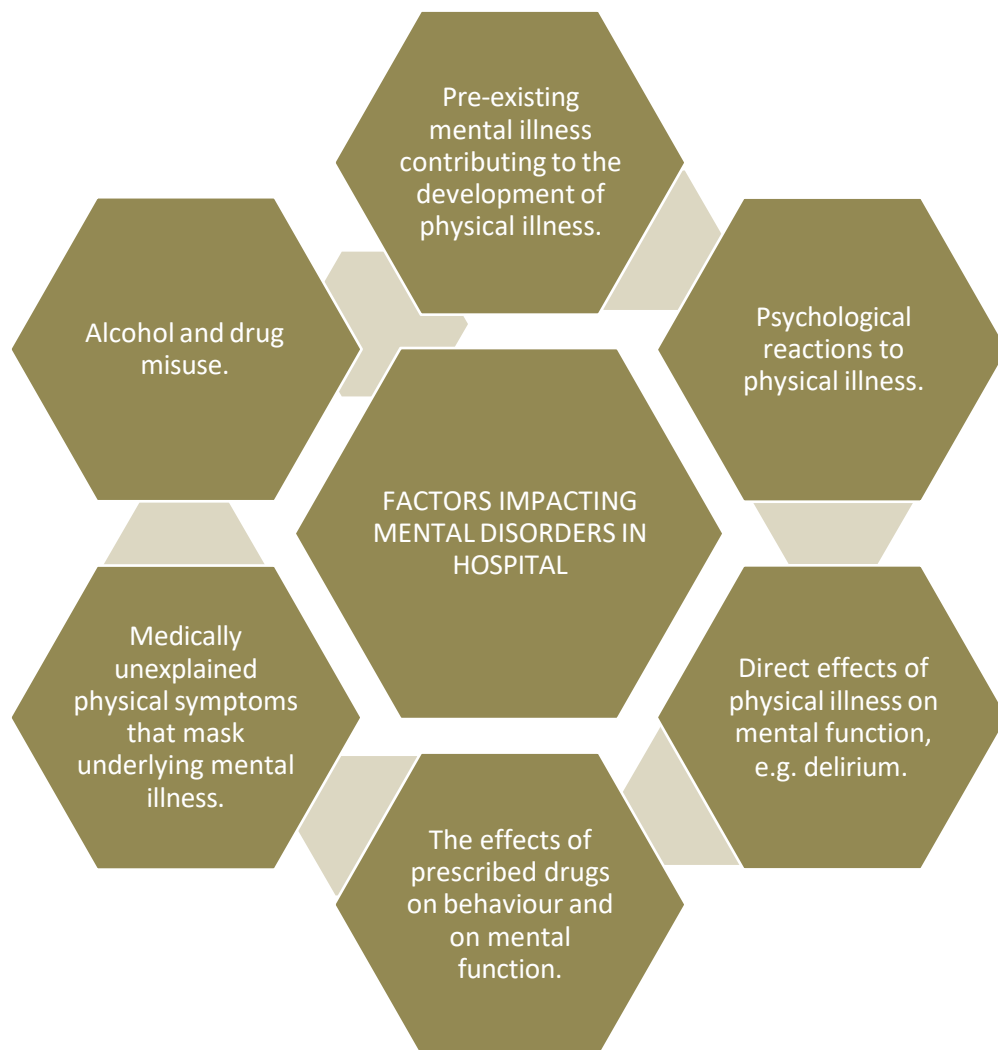 Pre-existing
mental illness
contributing to the
development of
physical illness.
Psychological
reactions to
physical illness.
Direct effects of
physical illness on
mental function,
e.g. delirium.
The effects of
prescribed drugs
on behaviour and
on mental
function.
Medically
unexplained
physical symptoms
that mask
underlying mental
illness.
Alcohol and drug
misuse.
FACTORS IMPACTING
MENTAL DISORDERS IN
HOSPITAL